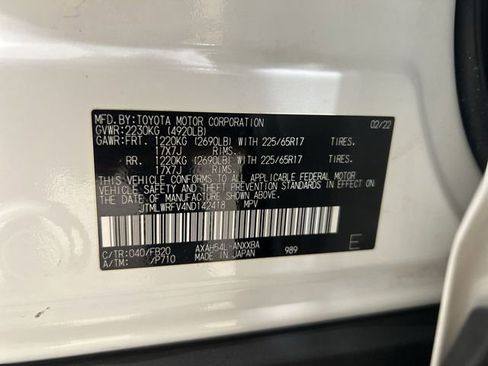 MFD.BY:TOYOTA MOTOR CORPORATION 02/22
GVWR:2230KG (4920LB)
GAWR:FRT. 1220KG (2690LB) WITH 225/65R17 TIRES.
17X7J RIMS.
RR. 1220KG (2690LB) WITH 225/65R17 TIRES.
17X7J RIMS.
THIS VEHICLE CONFORMS TO ALL APPLICABLE FEDERAL MOTOR
VEHICLE SAFETY AND THEFT PREVENTION STANDARDS IN EFFECT ON
THE DATE OF MANUFACTURE SHOWN ABOVE.
JTMLWRFV4ND142418 MPV
C/TR:040/FB20 AXAH54L-ANXXBA
A/TM: /P710 MADE IN JAPAN 989 E